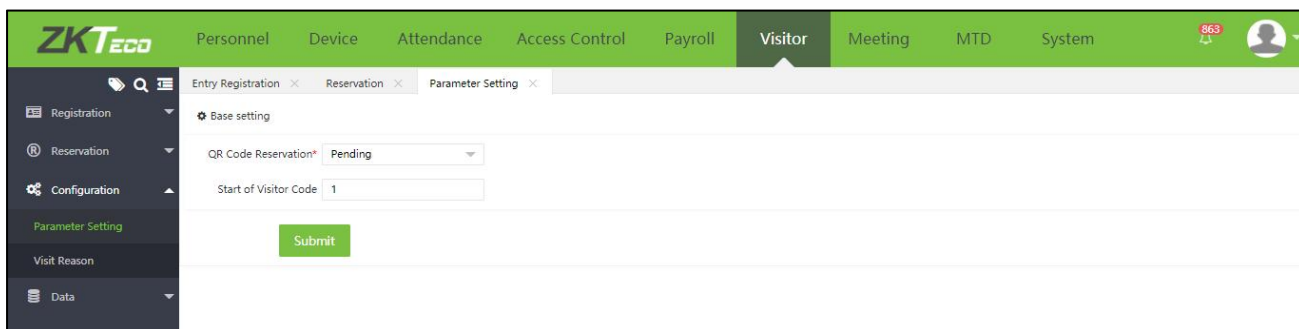 ZKTECO Personnel Device Attendance Access Control Payroll Visitor Meeting MTD System 863
Entry Registration × Reservation × Parameter Setting ×
Registration
Base setting
Reservation
QR Code Reservation* Pending
Configuration
Start of Visitor Code 1
Parameter Setting
Submit
Visit Reason
Data